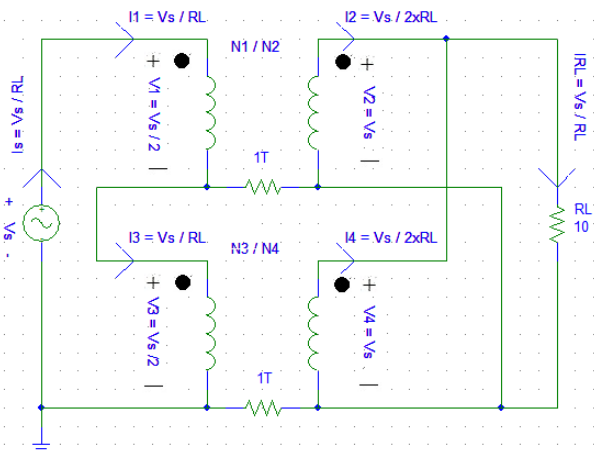 I1 = Vs / RL
I2 = Vs / 2xRL
N1 / N2
+
+
V1 = Vs / 2
V2 = Vs
IRL = Vs / RL
Is = Vs / RL
1T
+
Vs
-
RL
10
I3 = Vs / RL
N3 / N4
I4 = Vs / 2xRL
+
+
V3 = Vs /2
V4 = Vs
1T